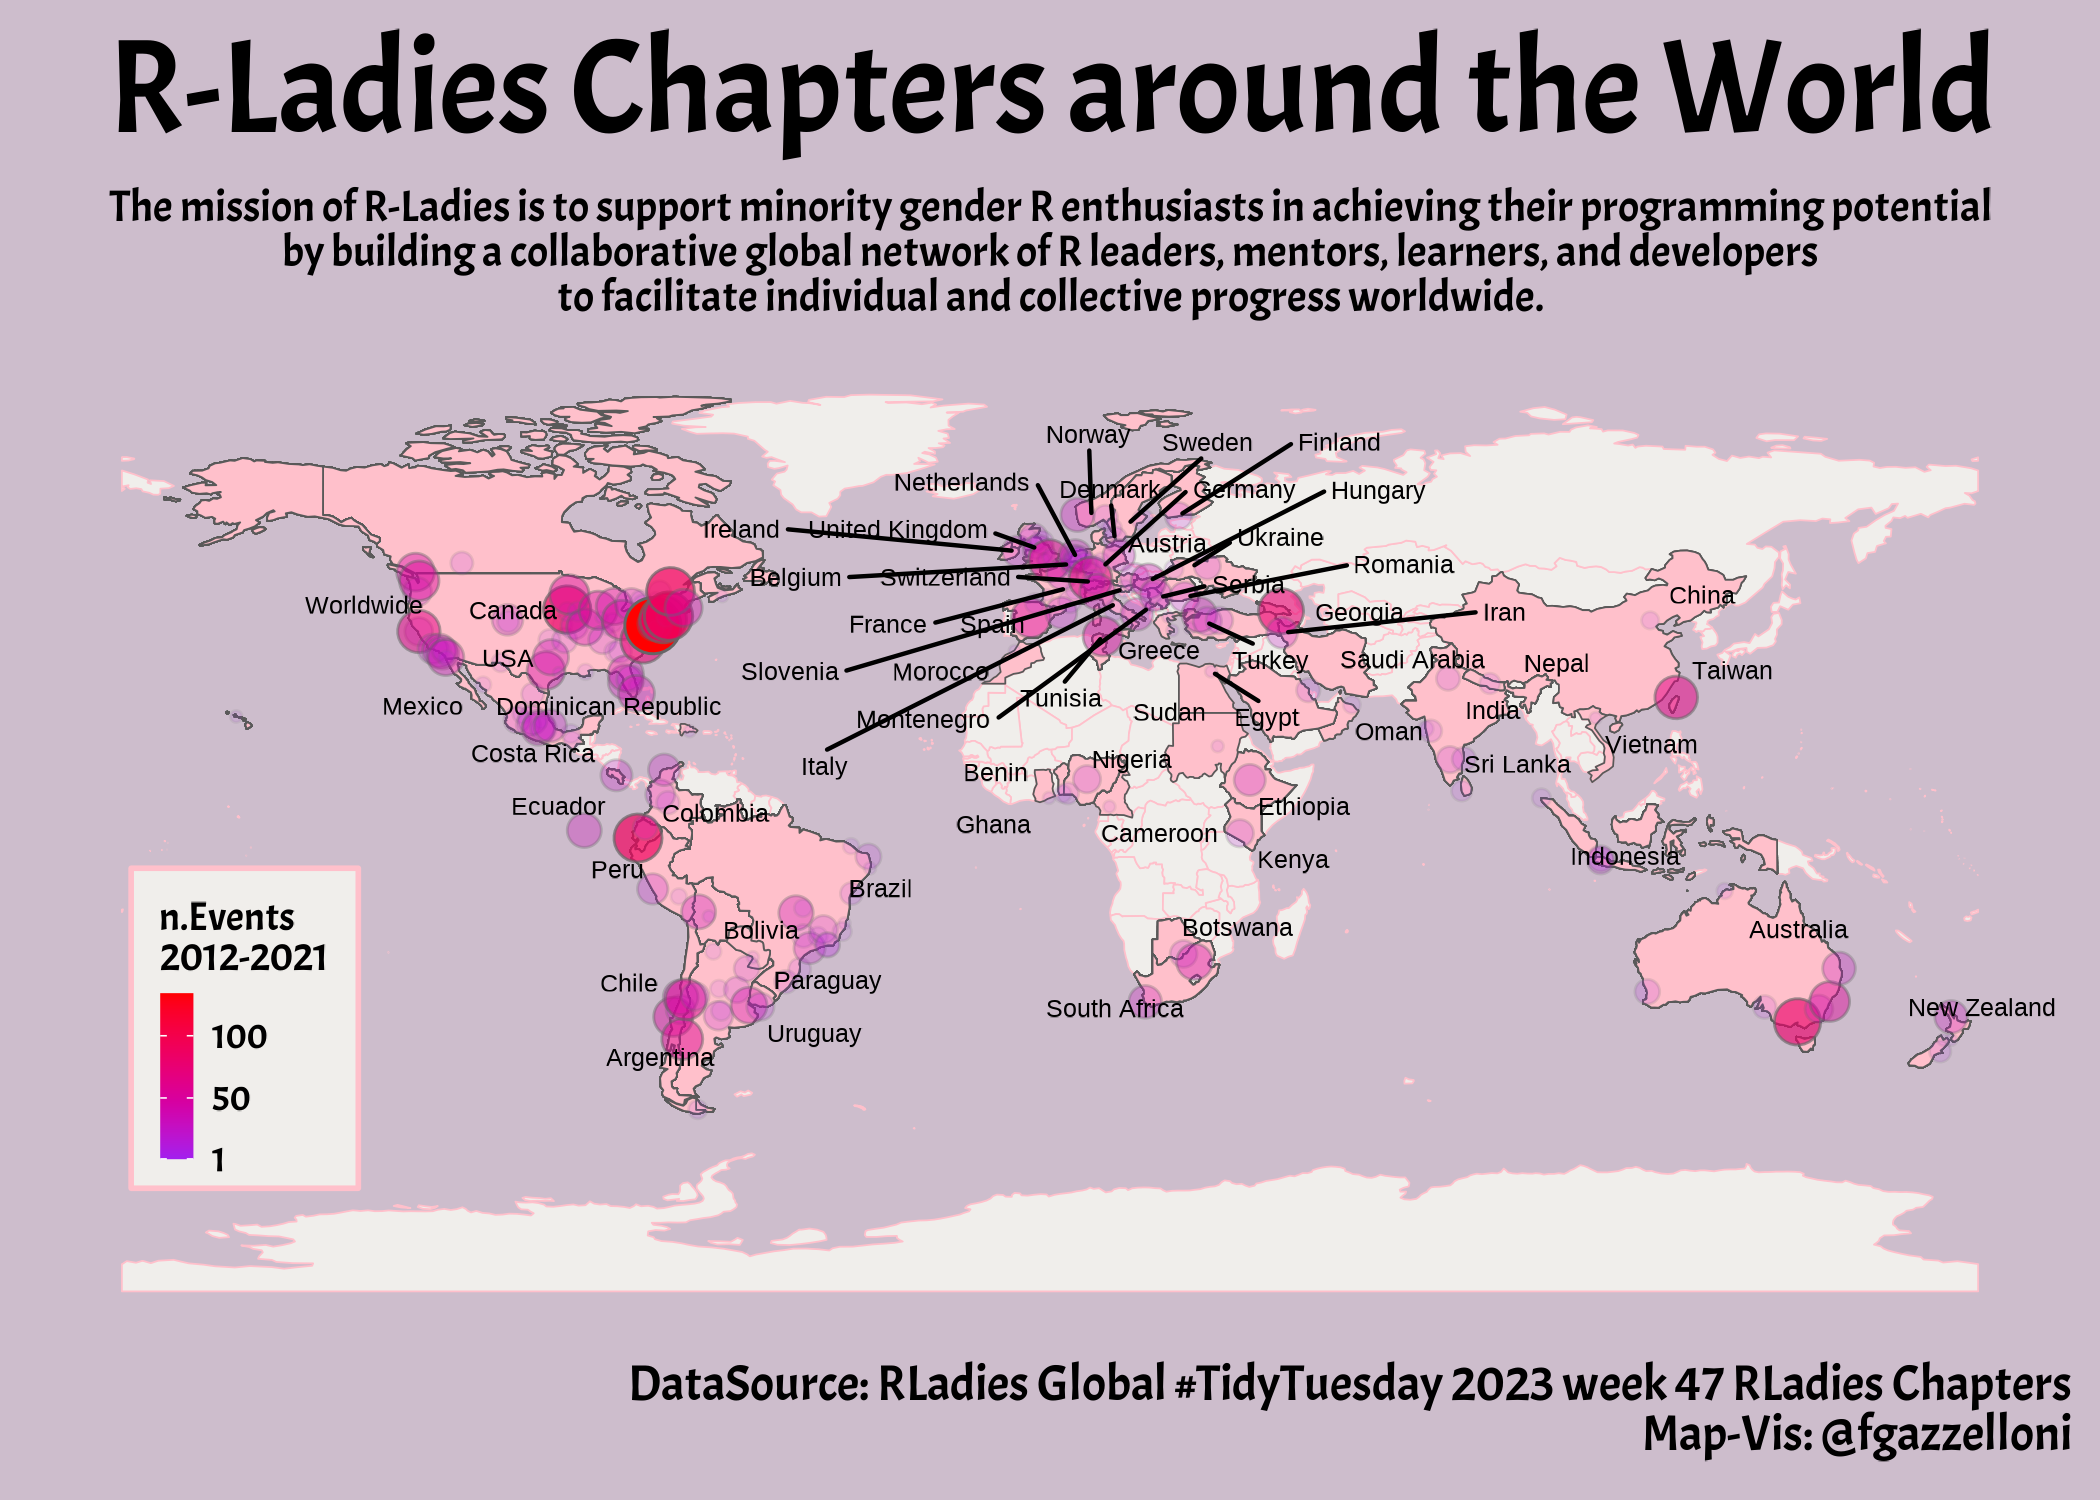 R-Ladies Chapters around the World
The mission of R-Ladies is to support minority gender R enthusiasts in achieving their programming potential
by building a collaborative global network of R leaders, mentors, learners, and developers
to facilitate individual and collective progress worldwide.
Norway
Sweden
Finland
Netherlands
Denmark
Germany
Hungary
Ireland
United Kingdom
Austria
Ukraine
Belgium
Switzerland
Romania
Serbia
China
Worldwide
Canada
France
Spain
Georgia
Iran
USA
Greece
Turkey
Saudi Arabia
Nepal
Taiwan
Slovenia
Morocco
Mexico
Dominican Republic
Tunisia
Montenegro
Sudan
Egypt
India
Oman
Vietnam
Costa Rica
Italy
Benin
Nigeria
Sri Lanka
Ecuador
Colombia
Ghana
Cameroon
Ethiopia
Kenya
Indonesia
Peru
Brazil
Bolivia
Botswana
Australia
Chile
Paraguay
South Africa
New Zealand
Uruguay
Argentina
n.Events
2012-2021
100
50
1
DataSource: RLadies Global #TidyTuesday 2023 week 47 RLadies Chapters
Map-Vis: @fgazzelloni